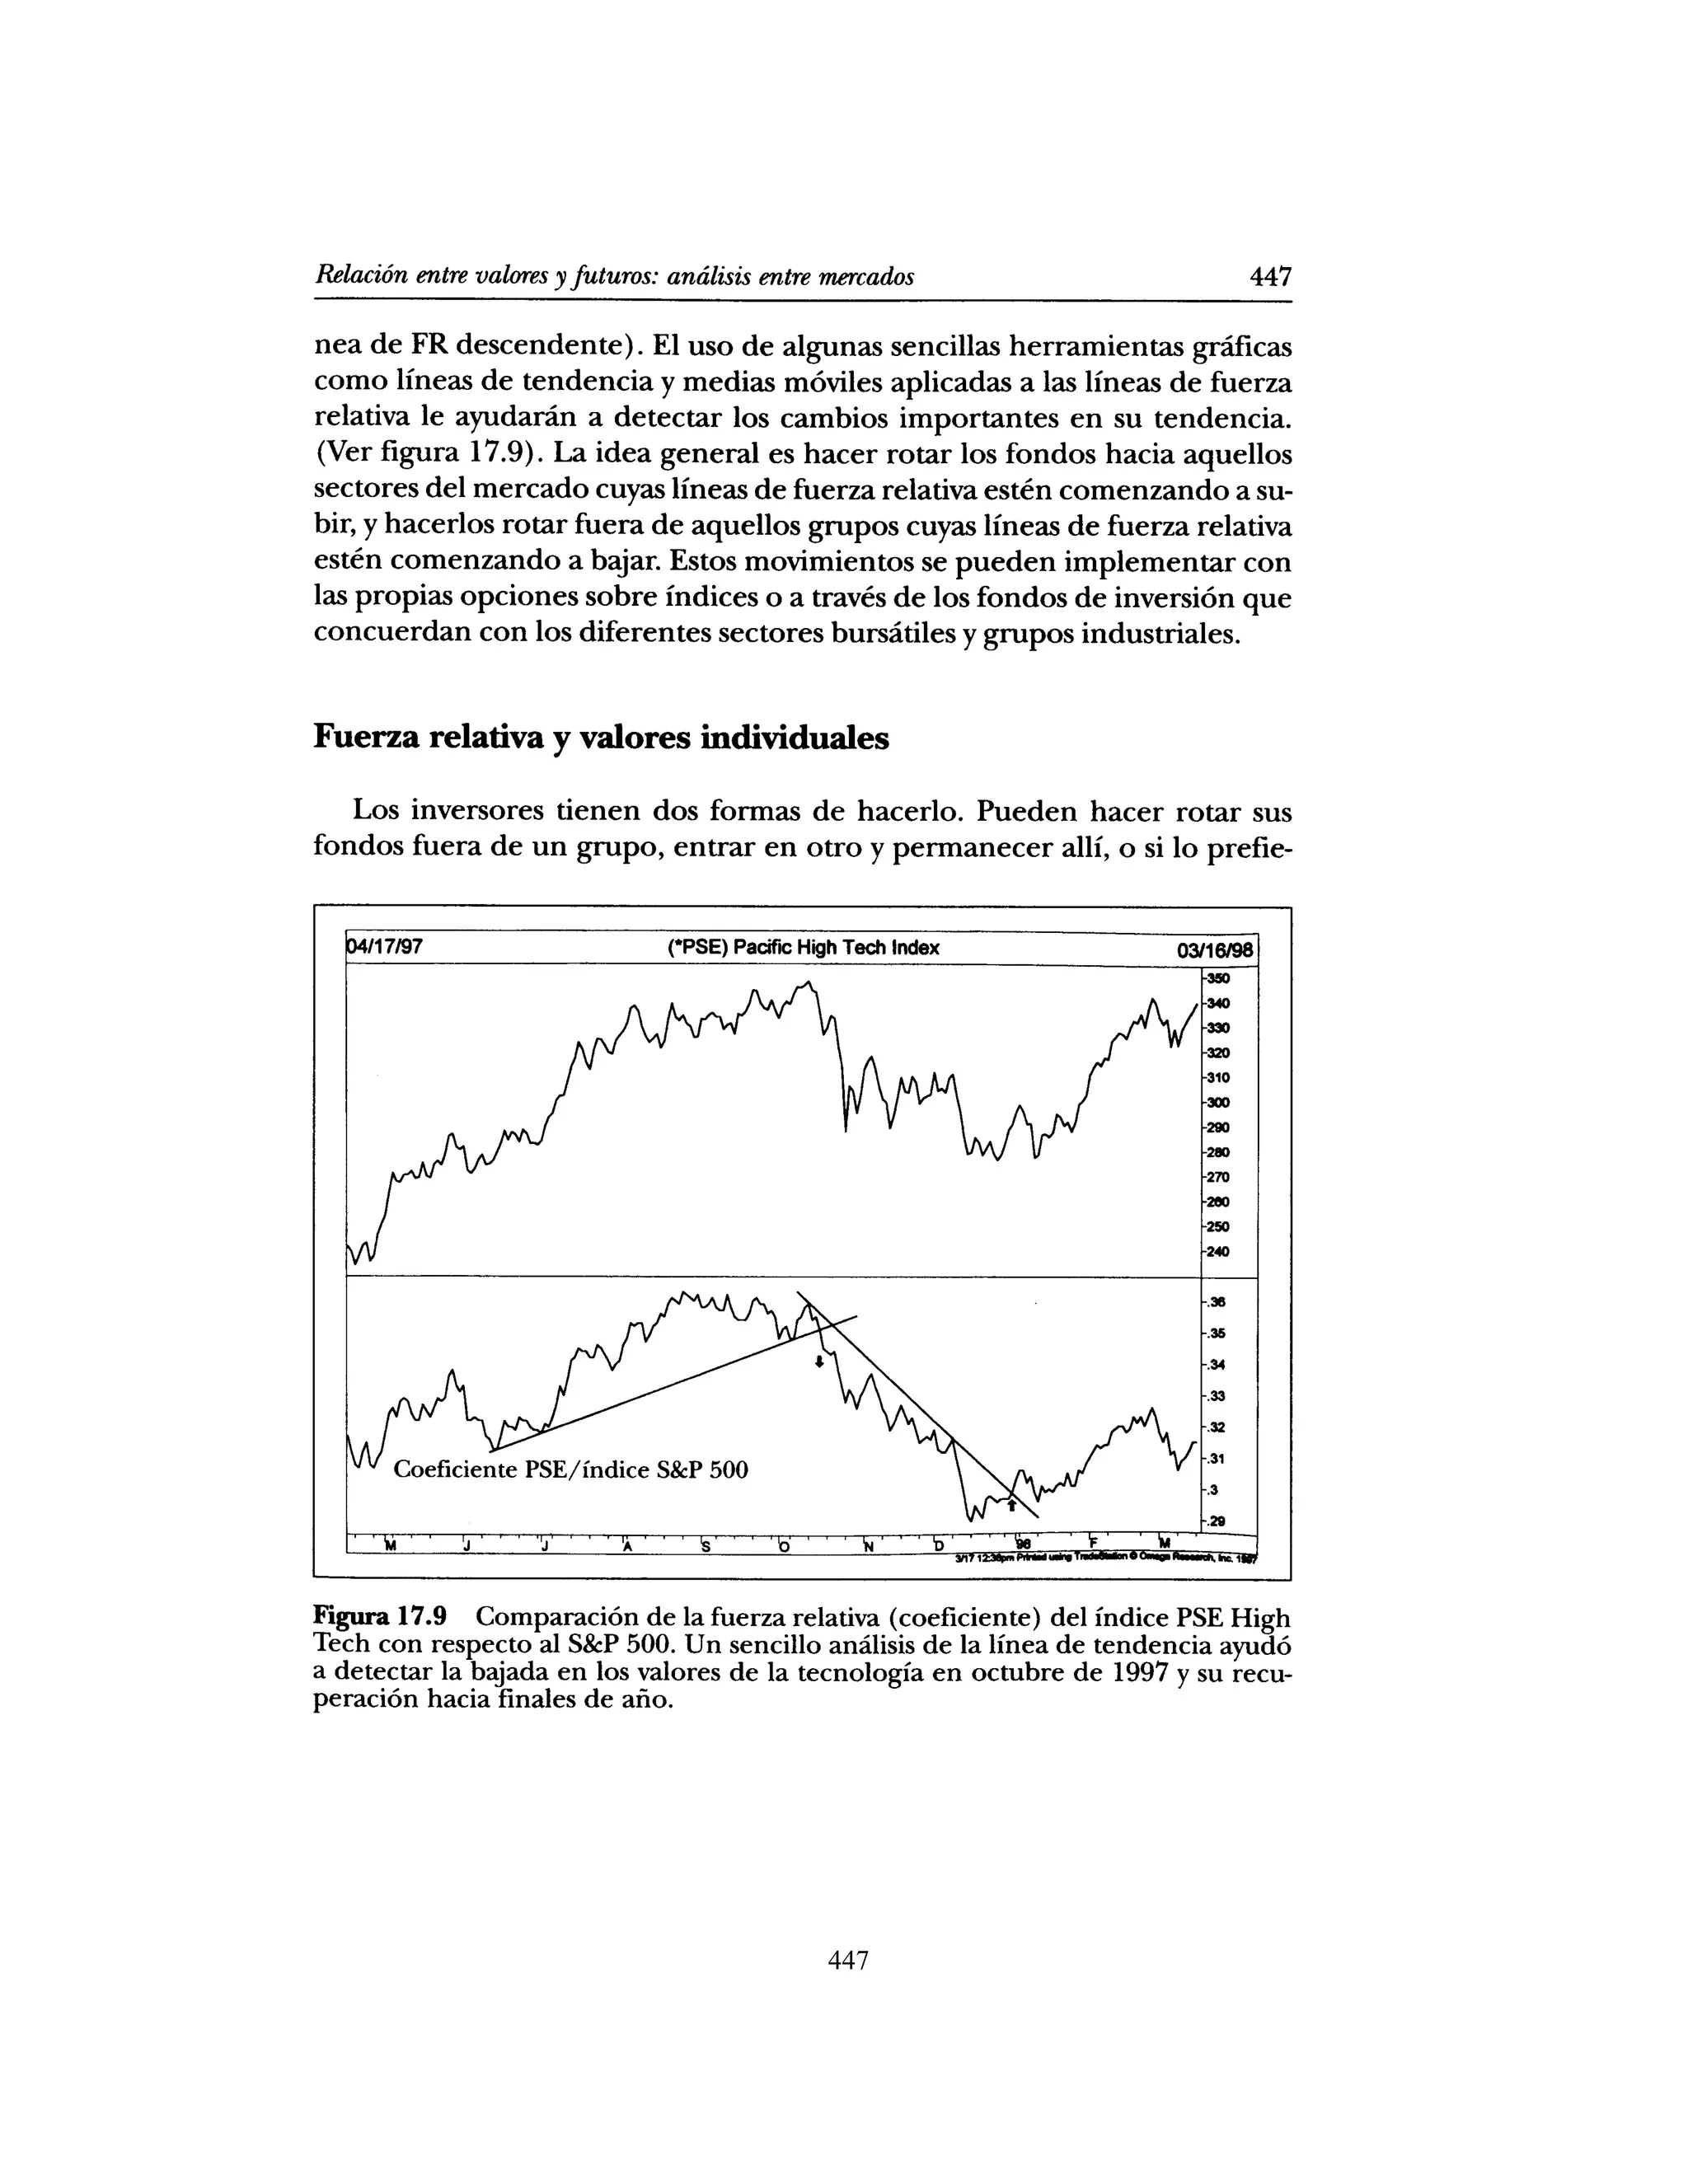 Relación entre valores y futuros: análisis entre mercados 447
nea de FR descendente). El uso de algunas sencillas herramientas gráficas
como líneas de tendencia y medias móviles aplicadas a las líneas de fuerza
relativa le ayudarán a detectar los cambios importantes en su tendencia.
(Ver figura 17.9). La idea general es hacer rotar los fondos hacia aquellos
sectores del mercado cuyas líneas de fuerza relativa estén comenzando a su-
bir, y hacerlos rotar fuera de aquellos grupos cuyas líneas de fuerza relativa
estén comenzando a bajar. Estos movimientos se pueden implementar con
las propias opciones sobre índices o a través de los fondos de inversión que
concuerdan con los diferentes sectores bursátiles y grupos industriales.
Fuerza relativa y valores individuales
Los inversores tienen dos formas de hacerlo. Pueden hacer rotar sus
fondos fuera de un grupo, entrar en otro y permanecer allí, o si lo prefie-
04/17/97 (*PSE) Pacific High Tech Index 03/16/98
350
340
330
320
310
300
290
280
270
260
250
240
.36
.35
.34
.33
.32
.31
.3
.29
Coeficiente PSE/índice S&P 500
M J J A S O N D 98 F M
3/17 12:38pm Printed using TradeStation © Omega Research, Inc. 1997
Figura 17.9 Comparación de la fuerza relativa (coeficiente) del índice PSE High
Tech con respecto al S&P 500. Un sencillo análisis de la línea de tendencia ayudó
a detectar la bajada en los valores de la tecnología en octubre de 1997 y su recu-
peración hacia finales de año.
447